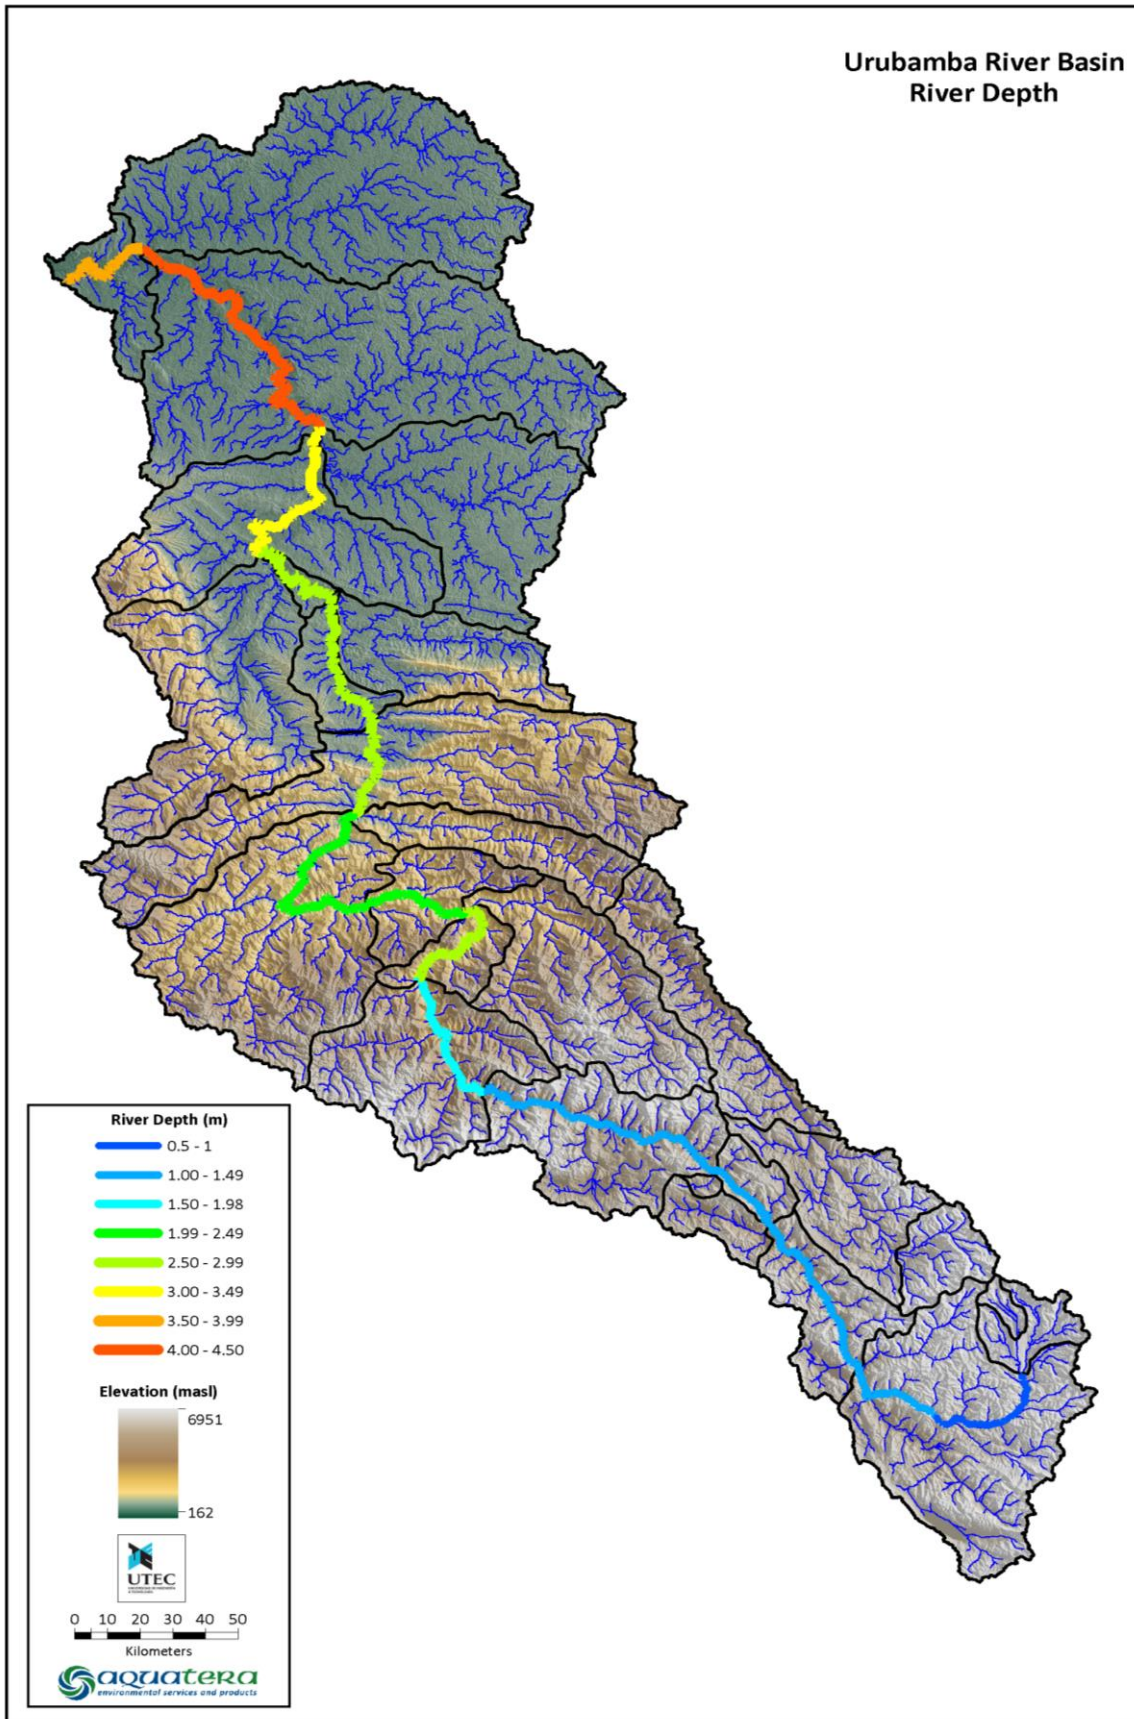 Urubamba River Basin
River Depth
River Depth (m)
0.5 - 1
1.00 - 1.49
1.50 - 1.98
1.99 - 2.49
2.50 - 2.99
3.00 - 3.49
3.50 - 3.99
4.00 - 4.50
Elevation (masl)
6951
162
UTEC
0 10 20 30 40 50
Kilometers
aquatera
environmental services and products